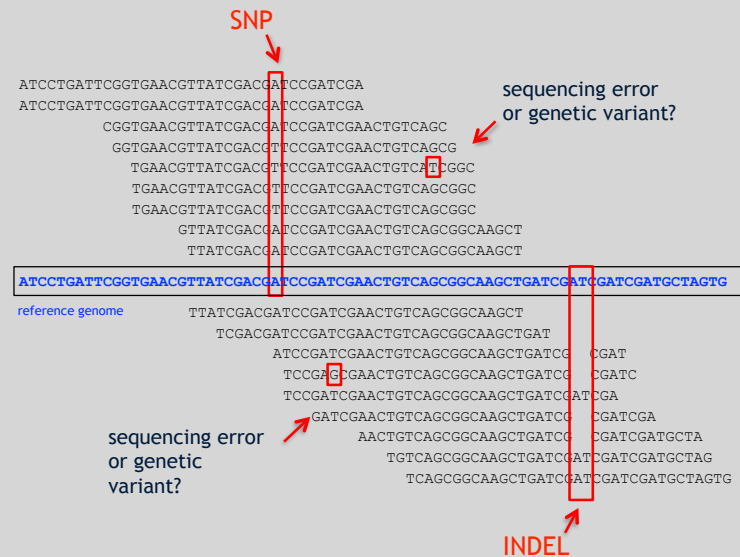 SNP
ATCCTGATTCGGTGAACGTTATCGACGATCCGATCGA
ATCCTGATTCGGTGAACGTTATCGACGATCCGATCGA
CGGTGAACGTTATCGACGATCCGATCGAACTGTCAGC
GGTGAACGTTATCGACGTTCCGATCGAACTGTCAGCG
TGAACGTTATCGACGTTCCGATCGAACTGTCATCGGC
TGAACGTTATCGACGTTCCGATCGAACTGTCAGCGGC
TGAACGTTATCGACGTTCCGATCGAACTGTCAGCGGC
GTTATCGACGATCCGATCGAACTGTCAGCGGCAAGCT
TTATCGACGATCCGATCGAACTGTCAGCGGCAAGCT
sequencing error
or genetic variant?
ATCCTGATTCGGTGAACGTTATCGACGATCCGATCGAACTGTCAGCGGCAAGCTGATCGATCGATCGATGCTAGTG
reference genome
TTATCGACGATCCGATCGAACTGTCAGCGGCAAGCT
TCGACGATCCGATCGAACTGTCAGCGGCAAGCTGAT
ATCCGATCGAACTGTCAGCGGCAAGCTGATCG CGAT
TCCGAGCGAACTGTCAGCGGCAAGCTGATCG CGATC
TCCGATCGAACTGTCAGCGGCAAGCTGATCGATCGA
GATCGAACTGTCAGCGGCAAGCTGATCG CGATCGA
AACTGTCAGCGGCAAGCTGATCG CGATCGATGCTA
TGTCAGCGGCAAGCTGATCGATCGATCGATGCTAG
TCAGCGGCAAGCTGATCGATCGATCGATGCTAGTG
sequencing error
or genetic
variant?
INDEL